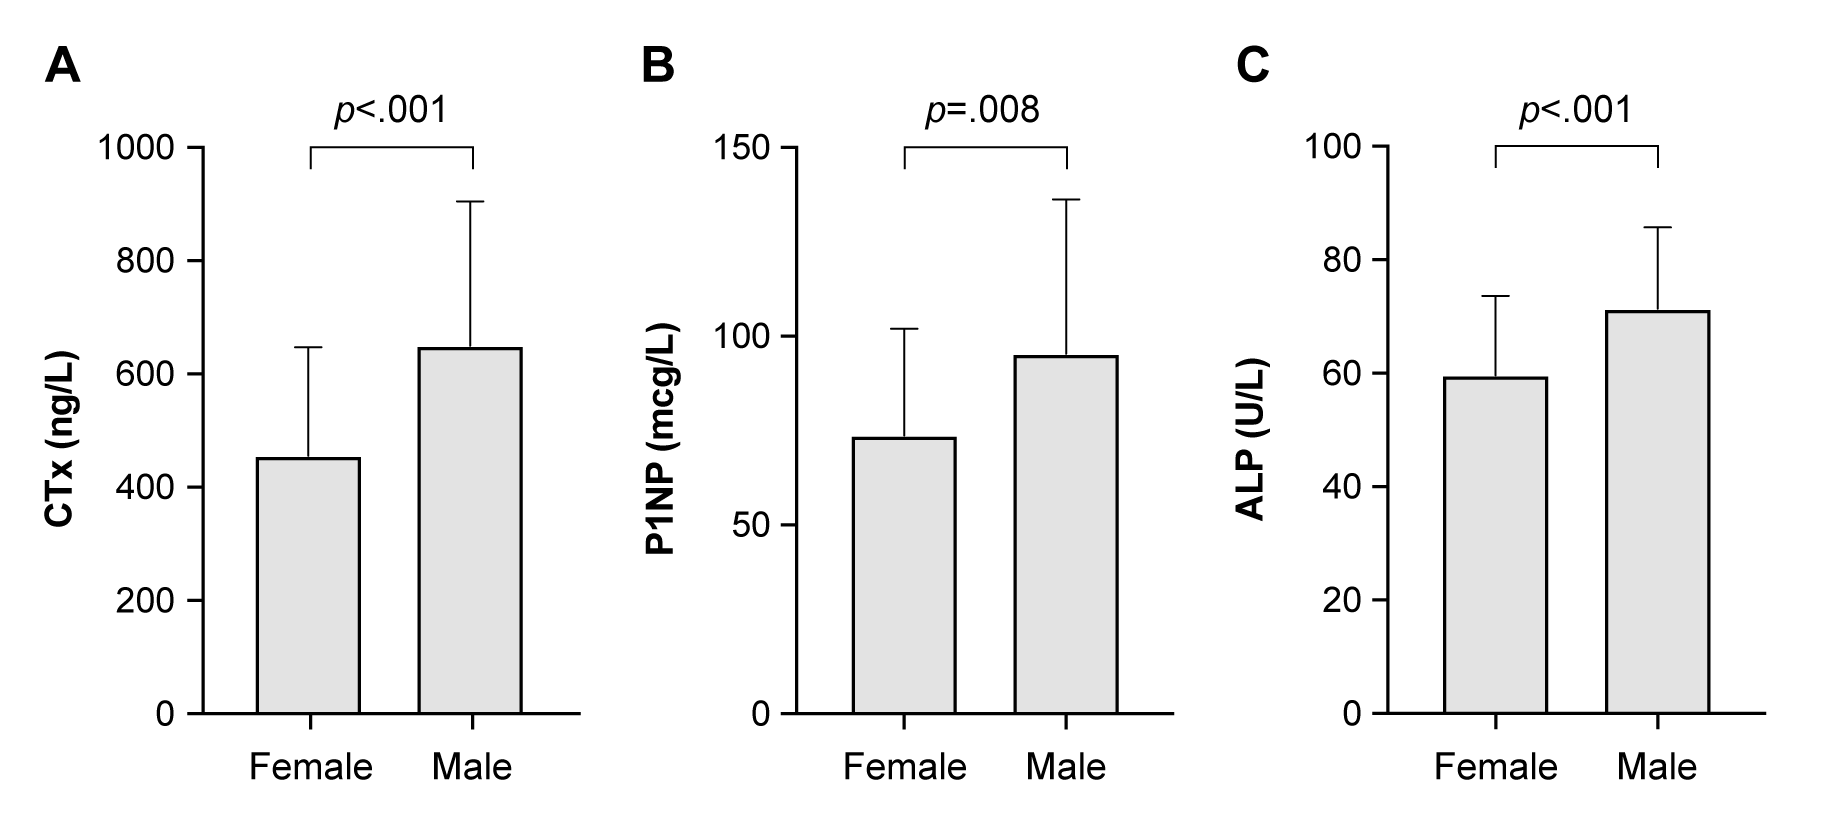 A
p<.001
CTx (ng/L)
1000
800
600
400
200
0
Female
Male
B
p=.008
P1NP (mcg/L)
150
100
50
0
Female
Male
C
p<.001
ALP (U/L)
100
80
60
40
20
0
Female
Male